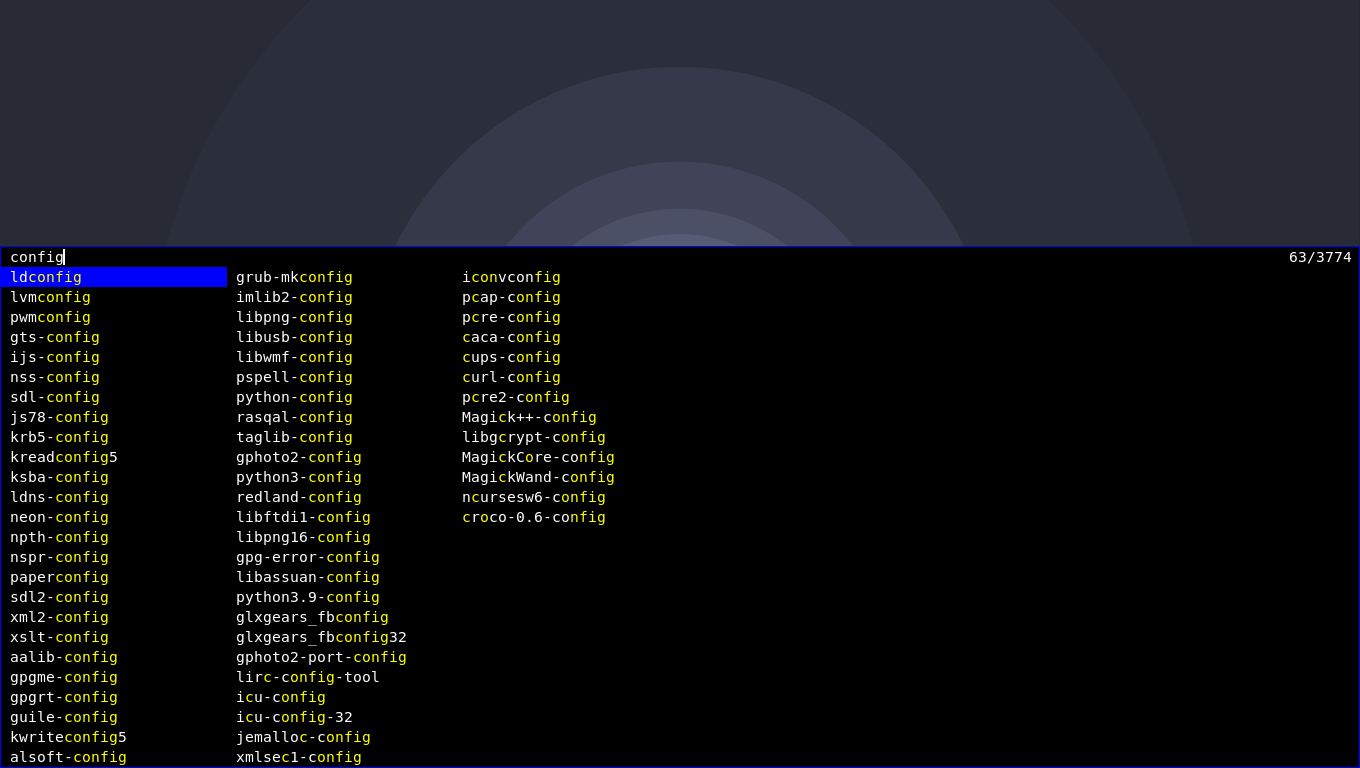 config 63/3774
ldconfig grub-mkconfig iconvconfig
lvmconfig imlib2-config pcap-config
pwmconfig libpng-config pcre-config
gts-config libusb-config caca-config
ijs-config libwmf-config cups-config
nss-config pspell-config curl-config
sdl-config python-config pcre2-config
js78-config rasqal-config Magick++-config
krb5-config taglib-config libgcrypt-config
kreadconfig5 gphoto2-config MagickCore-config
ksba-config python3-config MagickWand-config
ldns-config redland-config ncursesw6-config
neon-config libftdi1-config croco-0.6-config
npth-config libpng16-config
nspr-config gpg-error-config
paperconfig libassuan-config
sdl2-config python3.9-config
xml2-config glxgears_fbconfig
xslt-config glxgears_fbconfig32
aalib-config gphoto2-port-config
gpgme-config lirc-config-tool
gpgrt-config icu-config
guile-config icu-config-32
kwriteconfig5 jemalloc-config
alsoft-config xmlsec1-config